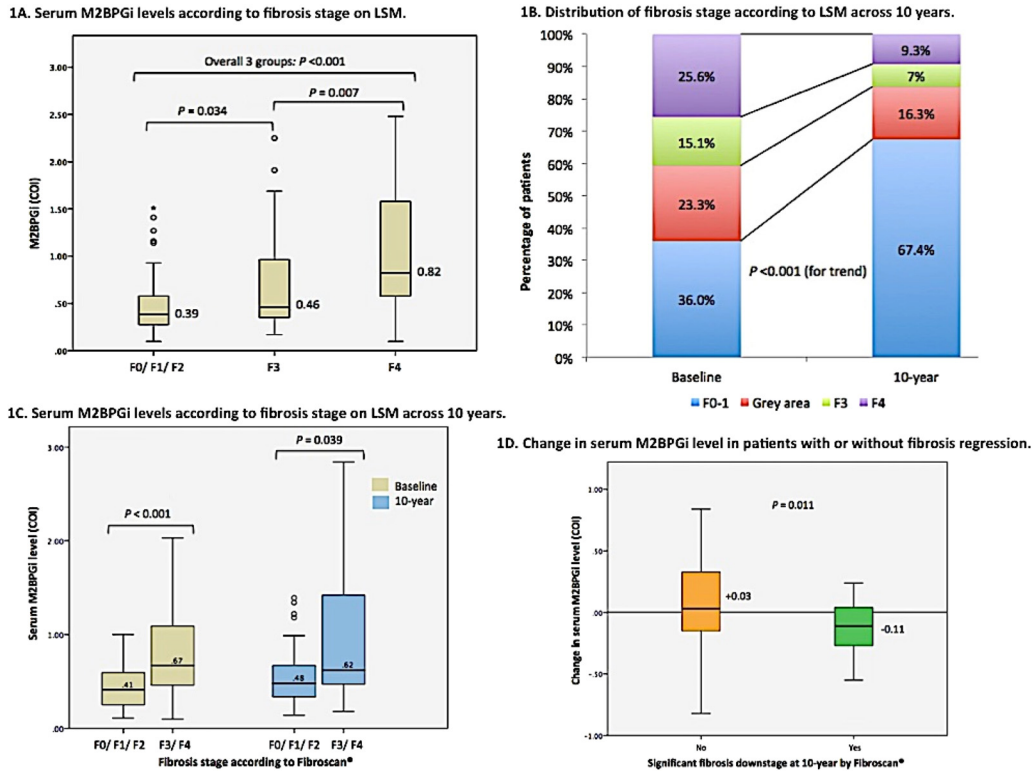 1A. Serum M2BPGi levels according to fibrosis stage on LSM.
3.00
2.50
2.00
1.50
1.00
.50
.00
M2BPGi (COI)
Overall 3 groups: P <0.001
P = 0.034
P = 0.007
0.39
0.46
0.82
F0/ F1/ F2
F3
F4
1B. Distribution of fibrosis stage according to LSM across 10 years.
100%
90%
80%
70%
60%
50%
40%
30%
20%
10%
0%
Percentage of patients
25.6%
15.1%
23.3%
36.0%
9.3%
7%
16.3%
67.4%
P <0.001 (for trend)
Baseline
10-year
F0-1
Grey area
F3
F4
1C. Serum M2BPGi levels according to fibrosis stage on LSM across 10 years.
3.00
2.00
1.00
.00
Serum M2BPGi level (COI)
P < 0.001
P = 0.039
Baseline
10-year
.41
.67
.48
.62
F0/ F1/ F2
F3/ F4
F0/ F1/ F2
F3/ F4
Fibrosis stage according to Fibroscan®
1D. Change in serum M2BPGi level in patients with or without fibrosis regression.
1.00
.50
.00
-.50
-1.00
Change in serum M2BPGi level (COI)
P = 0.011
+0.03
-0.11
No
Yes
Significant fibrosis downstage at 10-year by Fibroscan®